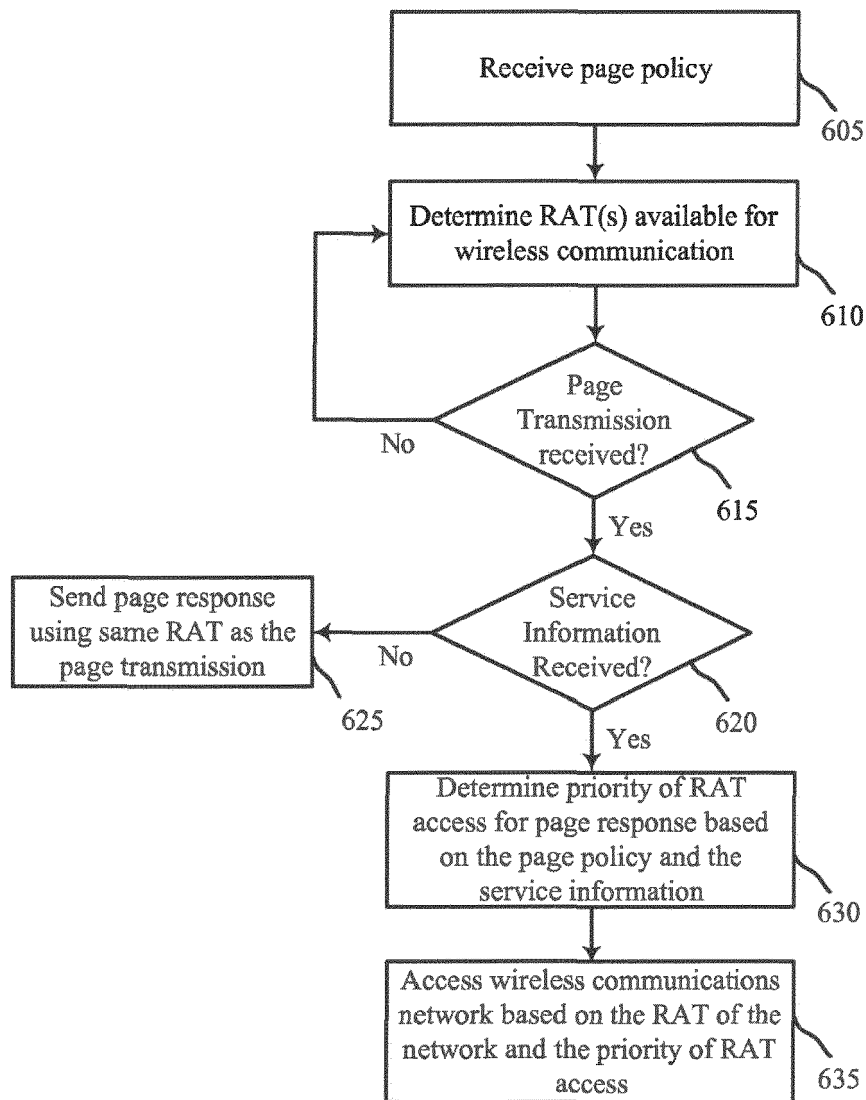 Receive page policy
605
Determine RAT(s) available for
wireless communication
610
Page
Transmission
received?
No
615
Yes
Send page response
using same RAT as the
page transmission
625
Service
Information
Received?
No
620
Yes
Determine priority of RAT
access for page response based
on the page policy and the
service information
630
Access wireless communications
network based on the RAT of the
network and the priority of RAT
access
635